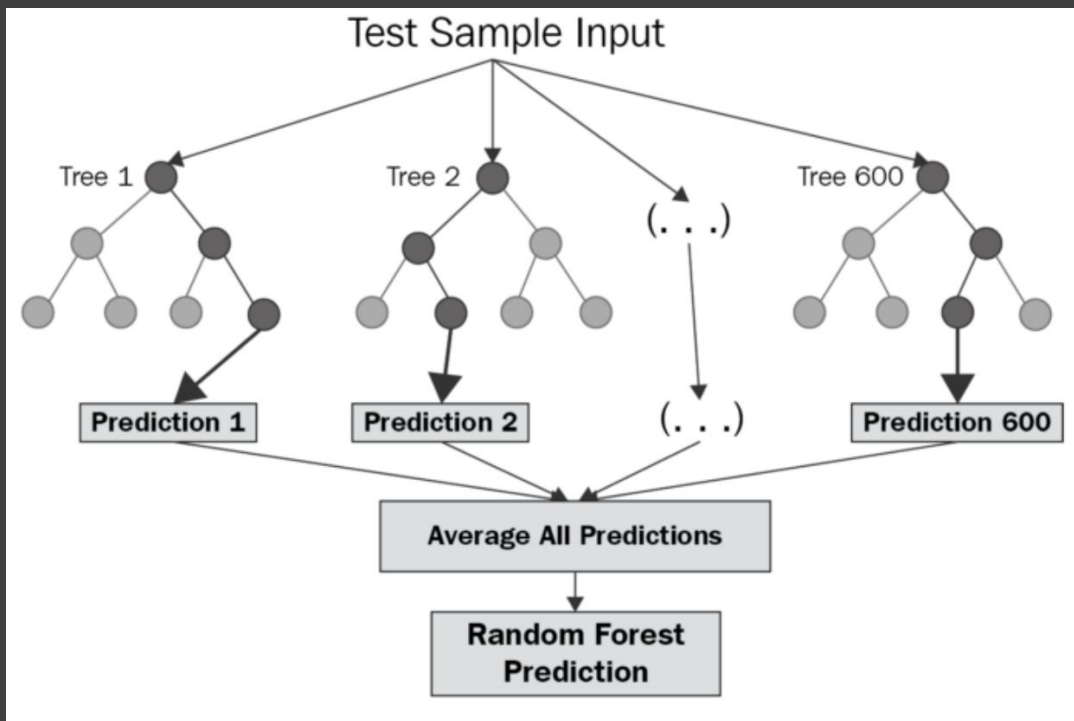 Test Sample Input
Tree 1
Tree 2
Tree 600
(. . .)
(. . .)
Prediction 1
Prediction 2
Prediction 600
Average All Predictions
Random Forest
Prediction